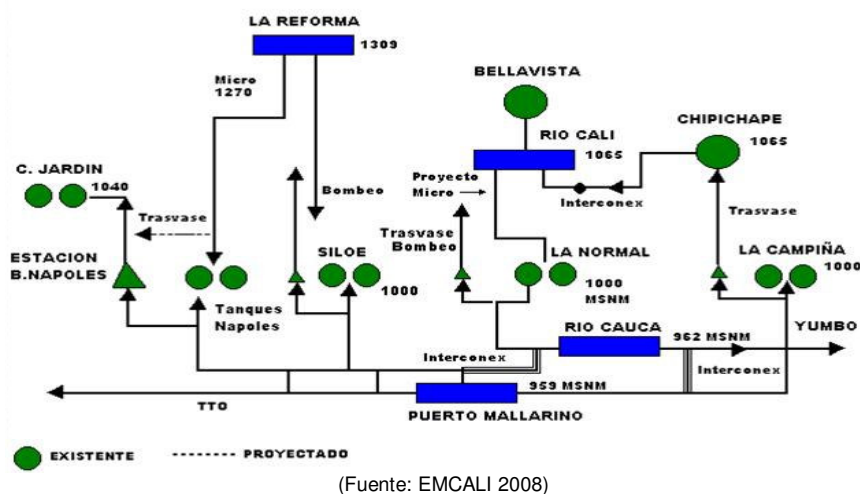 LA REFORMA
1309
Micro
1270
BELLAVISTA
CHIPICHAPE
1065
RIO CALI
1065
C. JARDIN
1040
Proyecto
Micro
Bombeo
Interconex
Trasvase
Trasvase
Trasvase
Bombeo
ESTACION
B.NAPOLES
SILOE
1000
LA NORMAL
1000
MSNM
LA CAMPIÑA
1000
Tanques
Napoles
RIO CAUCA
962 MSNM
YUMBO
Interconex
Interconex
959 MSNM
TTO
PUERTO MALLARINO
EXISTENTE
PROYECTADO
(Fuente: EMCALI 2008)